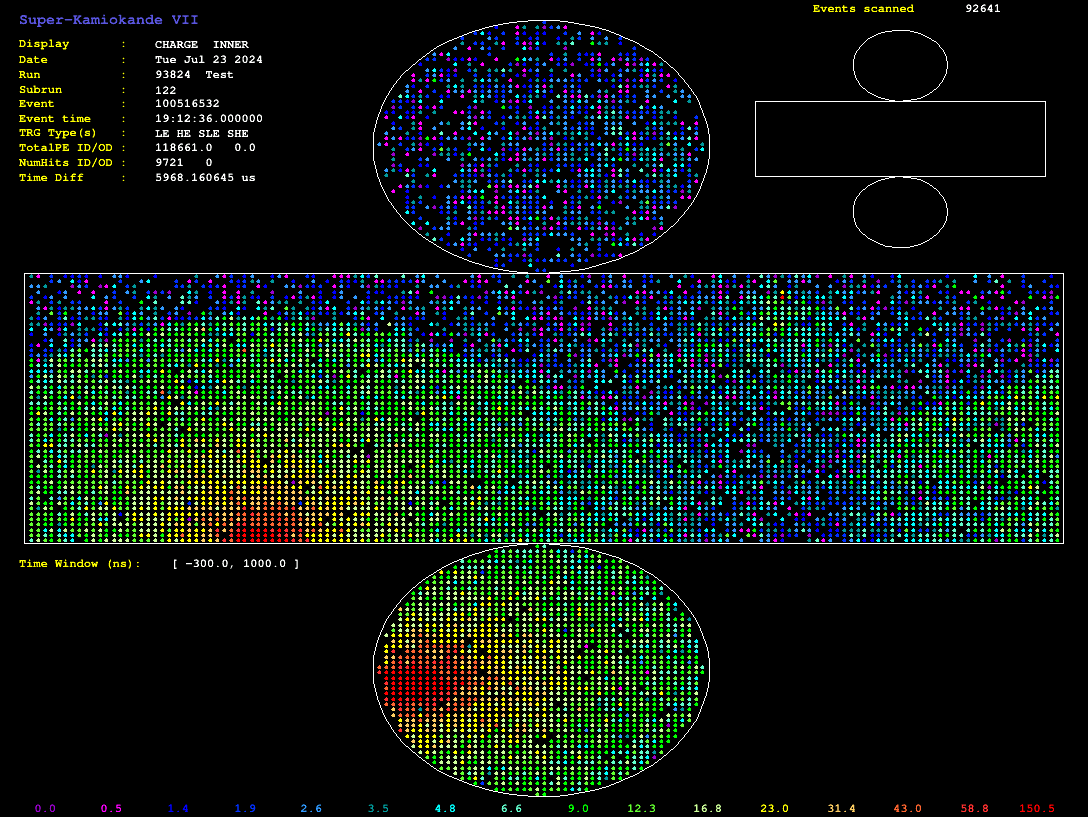 Super-Kamiokande VII
Events scanned 92641
Display : CHARGE INNER
Date : Tue Jul 23 2024
Run : 93824 Test
Subrun : 122
Event : 100516532
Event time : 19:12:36.000000
TRG Type(s) : LE HE SLE SHE
TotalPE ID/OD : 118661.0 0.0
NumHits ID/OD : 9721 0
Time Diff : 5968.160645 us
Time Window (ns): [ -300.0, 1000.0 ]
0.0 0.5 1.4 1.9 2.6 3.5 4.8 6.6 9.0 12.3 16.8 23.0 31.4 43.0 58.8 150.5